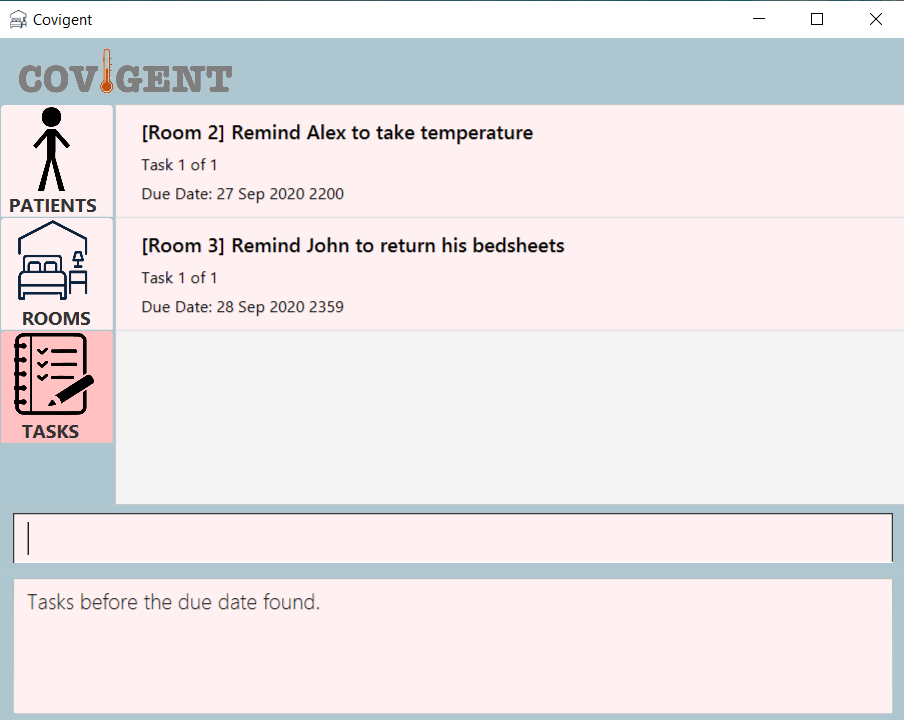 Covigent
COVIGENT
PATIENTS
ROOMS
TASKS
[Room 2] Remind Alex to take temperature
Task 1 of 1
Due Date: 27 Sep 2020 2200
[Room 3] Remind John to return his bedsheets
Task 1 of 1
Due Date: 28 Sep 2020 2359
Tasks before the due date found.